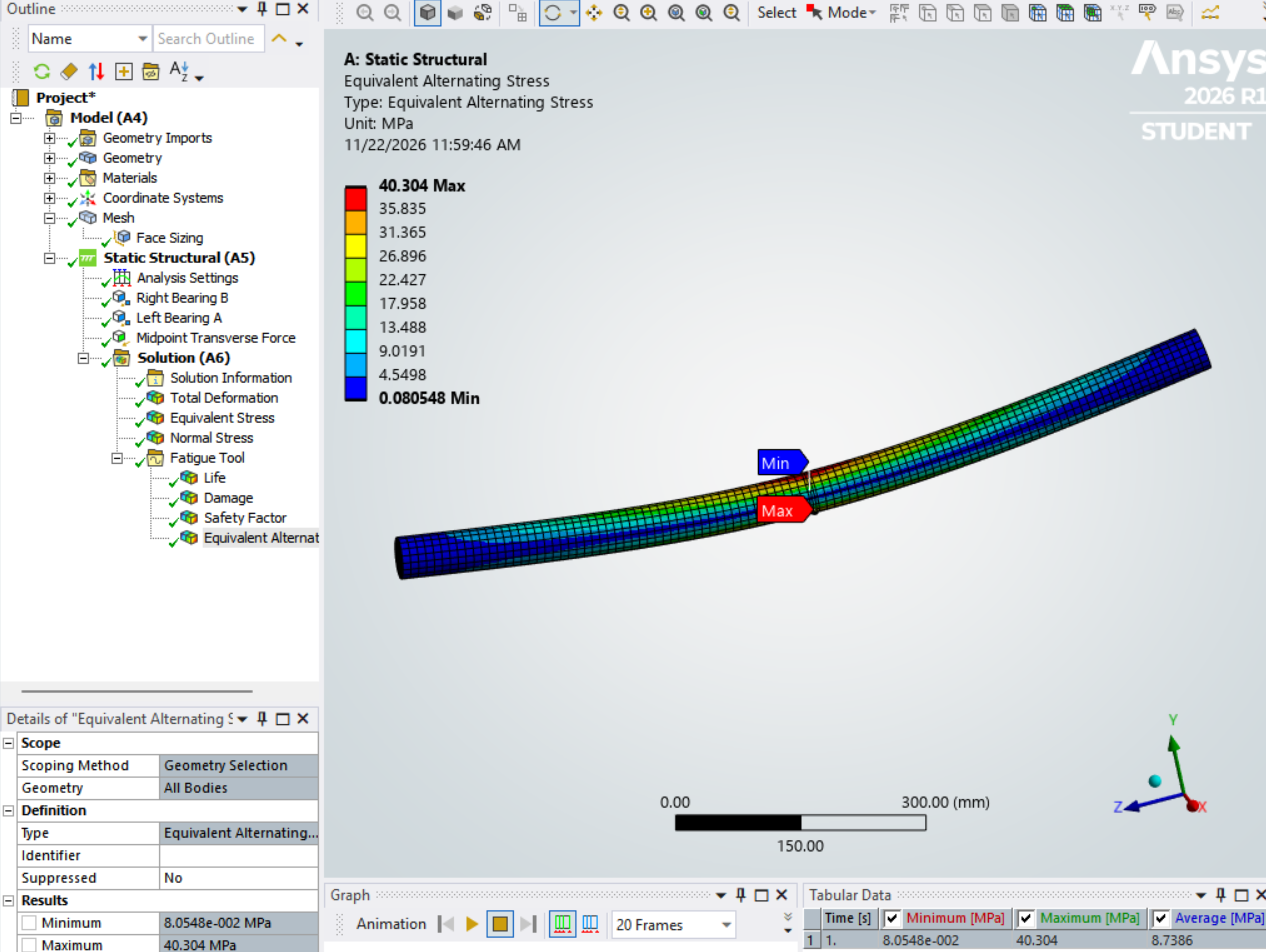 Outline
Name
Search Outline
Project*
Model (A4)
Geometry Imports
Geometry
Materials
Coordinate Systems
Mesh
Face Sizing
Static Structural (A5)
Analysis Settings
Right Bearing B
Left Bearing A
Midpoint Transverse Force
Solution (A6)
Solution Information
Total Deformation
Equivalent Stress
Normal Stress
Fatigue Tool
Life
Damage
Safety Factor
Equivalent Alternat
Details of "Equivalent Alternating S
Scope
Scoping Method Geometry Selection
Geometry All Bodies
Definition
Type Equivalent Alternating...
Identifier
Suppressed No
Results
Minimum 8.0548e-002 MPa
Maximum 40.304 MPa
Select Mode
A: Static Structural
Equivalent Alternating Stress
Type: Equivalent Alternating Stress
Unit: MPa
11/22/2026 11:59:46 AM
40.304 Max
35.835
31.365
26.896
22.427
17.958
13.488
9.0191
4.5498
0.080548 Min
Ansys
2026 R1
STUDENT
Min
Max
0.00 300.00 (mm)
150.00
Y
Z X
Graph
Animation 20 Frames
Tabular Data
Time [s] Minimum [MPa] Maximum [MPa] Average [MPa]
1 1. 8.0548e-002 40.304 8.7386